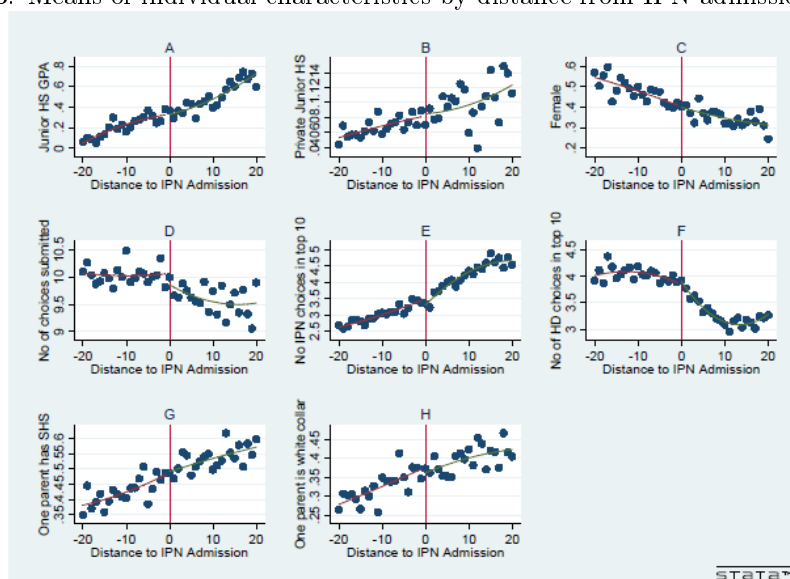 Means of individual characteristics by distance from IPN admissio
A
Junior HS GPA
0 .2 .4 .6 .8
-20 -10 0 10 20
Distance to IPN Admission
B
Private Junior HS
.040608.1.1214
-20 -10 0 10 20
Distance to IPN Admission
C
Female
.2 .3 .4 .5 .6
-20 -10 0 10 20
Distance to IPN Admission
D
No of choices submitted
9 9.5 10 10.5
-20 -10 0 10 20
Distance to IPN Admission
E
No IPN choices in top 10
2.5 3 3.5 4 4.5 5
-20 -10 0 10 20
Distance to IPN Admission
F
No of HD choices in top 10
3 3.5 4 4.5
-20 -10 0 10 20
Distance to IPN Admission
G
One parent has SHS
.35.4.45.5.55.6
-20 -10 0 10 20
Distance to IPN Admission
H
One parent is white collar
.25 .3 .35 .4 .45
-20 -10 0 10 20
Distance to IPN Admission